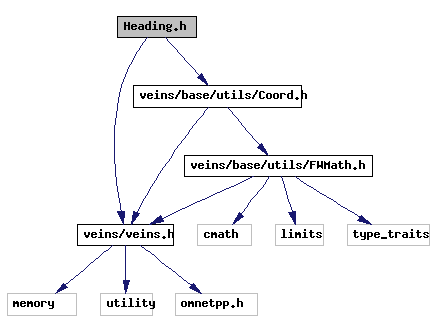 Heading.h
veins/base/utils/Coord.h
veins/base/utils/FWMath.h
veins/veins.h
cmath
limits
type_traits
memory
utility
omnetpp.h